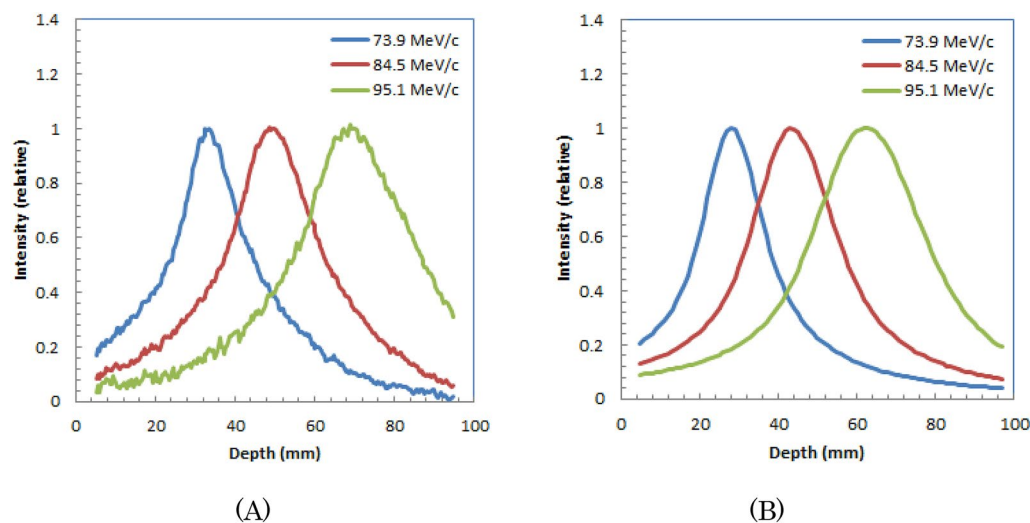 1.4
1.2
1
0.8
0.6
0.4
0.2
0
Intensity (relative)
73.9 MeV/c
84.5 MeV/c
95.1 MeV/c
0 20 40 60 80 100
Depth (mm)
(A)
1.4
1.2
1
0.8
0.6
0.4
0.2
0
Intensity (relative)
73.9 MeV/c
84.5 MeV/c
95.1 MeV/c
0 20 40 60 80 100
Depth (mm)
(B)